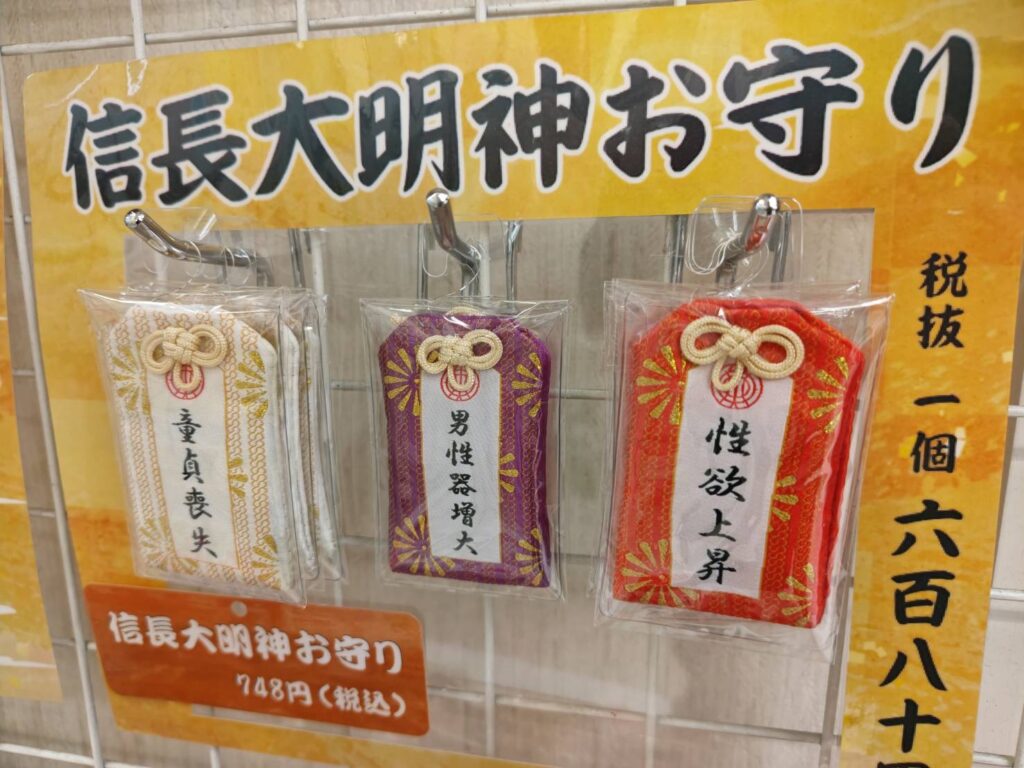 信長大明神お守り
税抜 一個 六百八十円
童貞喪失
男性器増大
性欲上昇
信長大明神お守り
748円(税込)